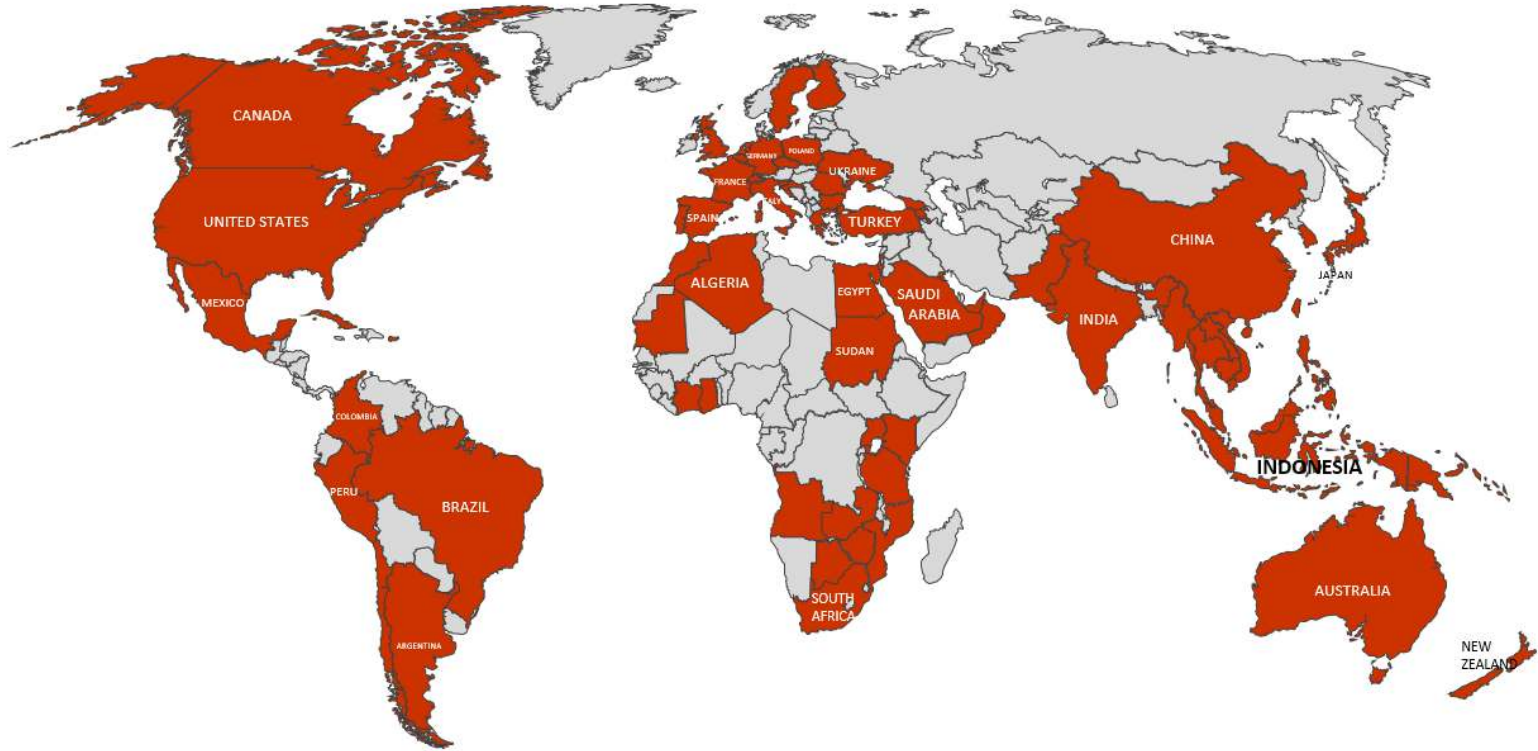 CANADA
UNITED STATES
MEXICO
COLOMBIA
PERU
BRAZIL
ARGENTINA
GERMANY
POLAND
UKRAINE
FRANCE
ITALY
SPAIN
TURKEY
ALGERIA
EGYPT
SAUDI
ARABIA
SUDAN
SOUTH
AFRICA
CHINA
JAPAN
INDIA
INDONESIA
AUSTRALIA
NEW
ZEALAND